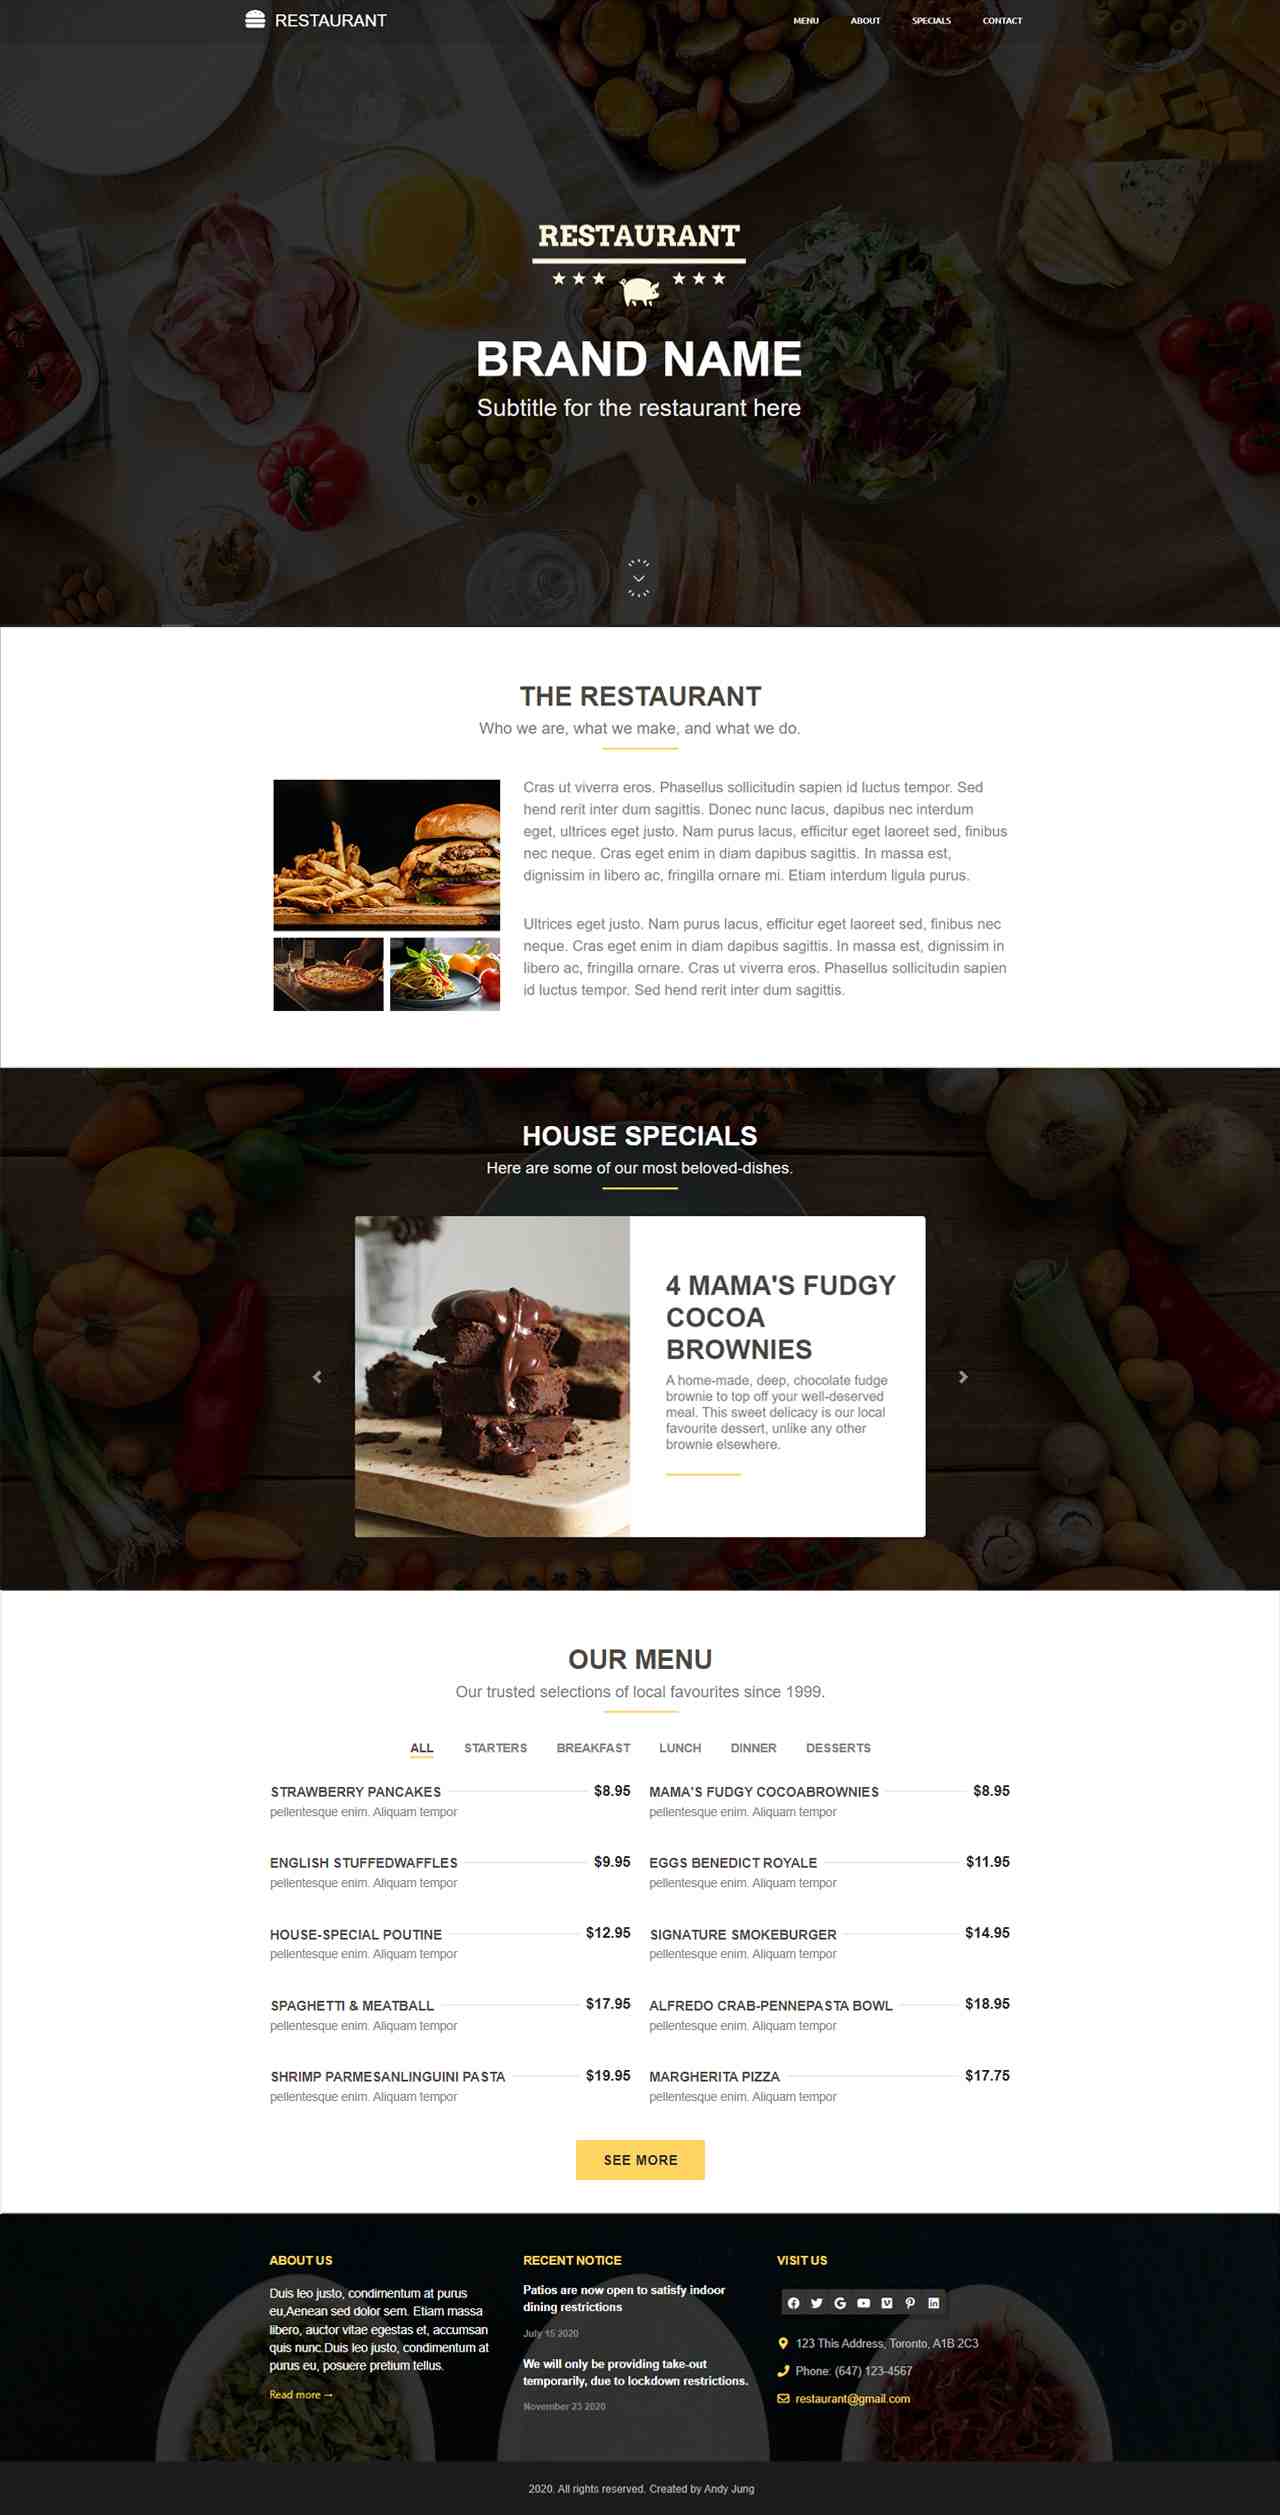 RESTAURANT
MENU ABOUT SPECIALS CONTACT
RESTAURANT
BRAND NAME
Subtitle for the restaurant here
THE RESTAURANT
Who we are, what we make, and what we do.
Cras ut viverra eros. Phasellus sollicitudin sapien id luctus tempor. Sed
hend rerit inter dum sagittis. Donec nunc lacus, dapibus nec interdum
eget, ultrices eget justo. Nam purus lacus, efficitur eget laoreet sed, finibus
nec neque. Cras eget enim in diam dapibus sagittis. In massa est,
dignissim in libero ac, fringilla ornare mi. Etiam interdum ligula purus.
Ultrices eget justo. Nam purus lacus, efficitur eget laoreet sed, finibus nec
neque. Cras eget enim in diam dapibus sagittis. In massa est, dignissim in
libero ac, fringilla ornare. Cras ut viverra eros. Phasellus sollicitudin sapien
id luctus tempor. Sed hend rerit inter dum sagittis.
HOUSE SPECIALS
Here are some of our most beloved-dishes.
4 MAMA'S FUDGY
COCOA
BROWNIES
A home-made, deep, chocolate fudge
brownie to top off your well-deserved
meal. This sweet delicacy is our local
favourite dessert, unlike any other
brownie elsewhere.
OUR MENU
Our trusted selections of local favourites since 1999.
ALL STARTERS BREAKFAST LUNCH DINNER DESSERTS
STRAWBERRY PANCAKES $8.95
pellentesque enim. Aliquam tempor
MAMA'S FUDGY COCOABROWNIES $8.95
pellentesque enim. Aliquam tempor
ENGLISH STUFFEDWAFFLES $9.95
pellentesque enim. Aliquam tempor
EGGS BENEDICT ROYALE $11.95
pellentesque enim. Aliquam tempor
HOUSE-SPECIAL POUTINE $12.95
pellentesque enim. Aliquam tempor
SIGNATURE SMOKEBURGER $14.95
pellentesque enim. Aliquam tempor
SPAGHETTI & MEATBALL $17.95
pellentesque enim. Aliquam tempor
ALFREDO CRAB-PENNEPASTA BOWL $18.95
pellentesque enim. Aliquam tempor
SHRIMP PARMESANLINGUINI PASTA $19.95
pellentesque enim. Aliquam tempor
MARGHERITA PIZZA $17.75
pellentesque enim. Aliquam tempor
SEE MORE
ABOUT US
Duis leo justo, condimentum at purus
eu,Aenean sed dolor sem. Etiam massa
libero, auctor vitae egestas et, accumsan
quis nunc.Duis leo justo, condimentum at
purus eu, posuere pretium tellus.
Read more →
RECENT NOTICE
Patios are now open to satisfy indoor
dining restrictions
July 15 2020
We will only be providing take-out
temporarily, due to lockdown restrictions.
November 23 2020
VISIT US
123 This Address, Toronto, A1B 2C3
Phone: (647) 123-4567
restaurant@gmail.com
2020. All rights reserved. Created by Andy Jung